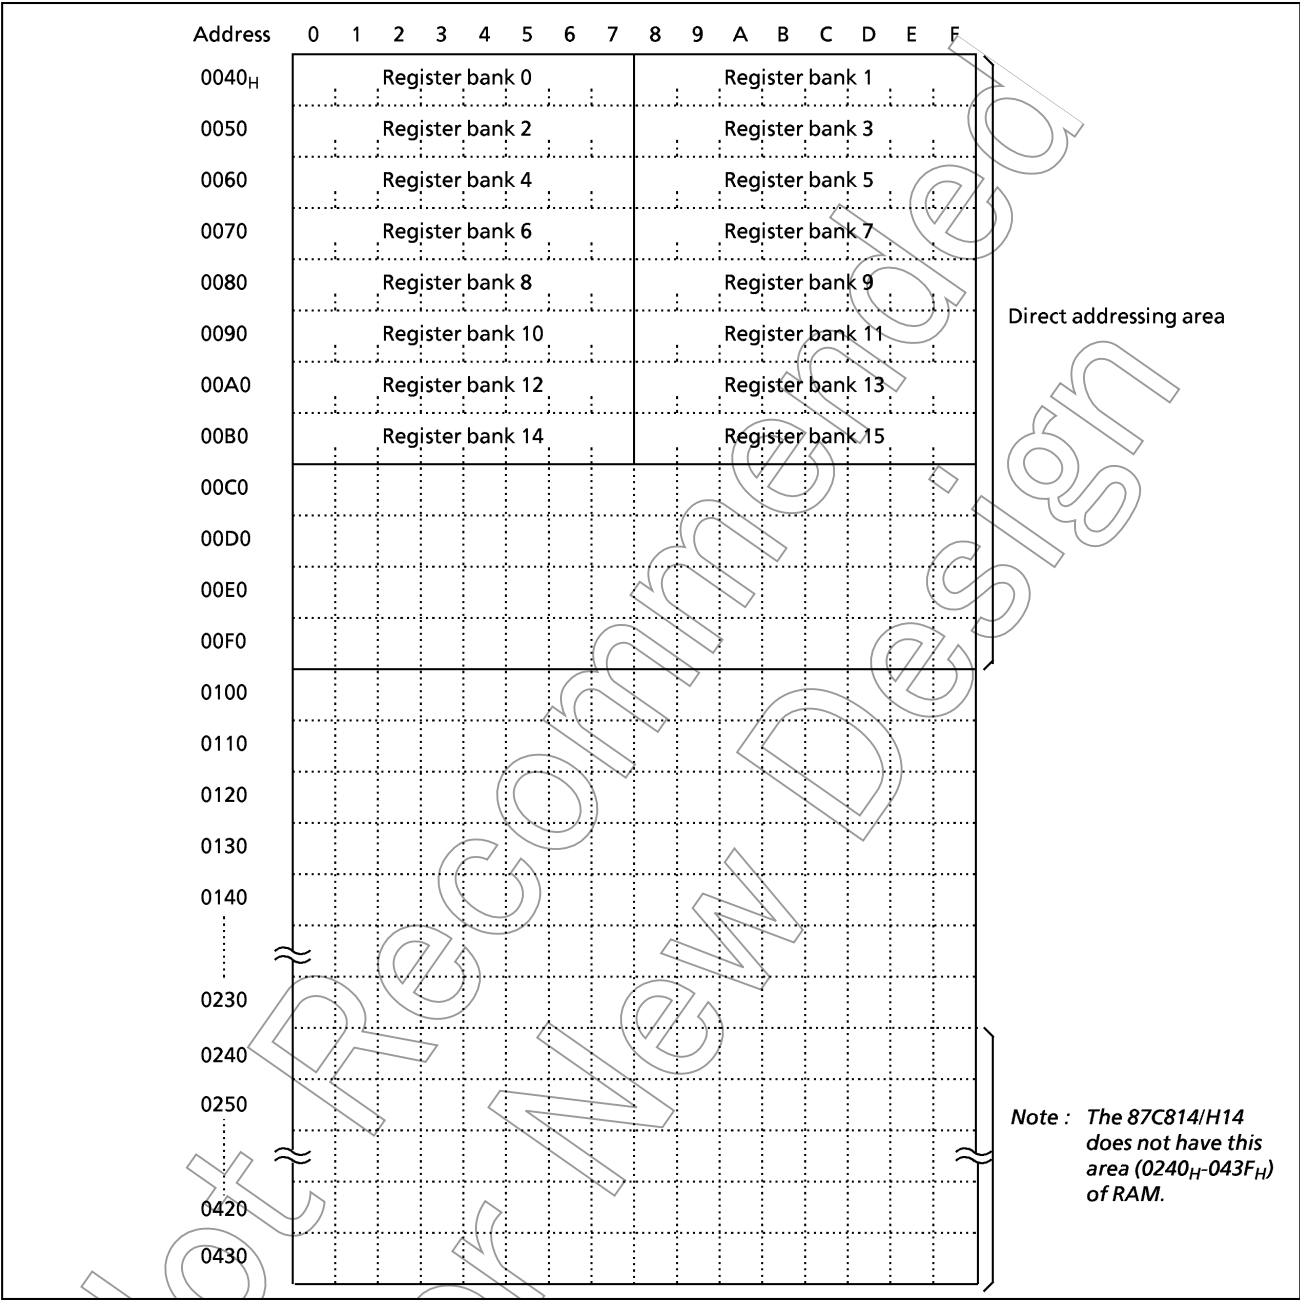 Address 0 1 2 3 4 5 6 7 8 9 A B C D E F
0040H Register bank 0 Register bank 1
0050 Register bank 2 Register bank 3
0060 Register bank 4 Register bank 5
0070 Register bank 6 Register bank 7
0080 Register bank 8 Register bank 9
Direct addressing area
0090 Register bank 10 Register bank 11
00A0 Register bank 12 Register bank 13
00B0 Register bank 14 Register bank 15
00C0
00D0
00E0
00F0
0100
0110
0120
0130
0140
0230
0240
0250
Note : The 87C814/H14
does not have this
area (0240H-043FH)
of RAM.
0420
0430
ot Recommended
r New Design